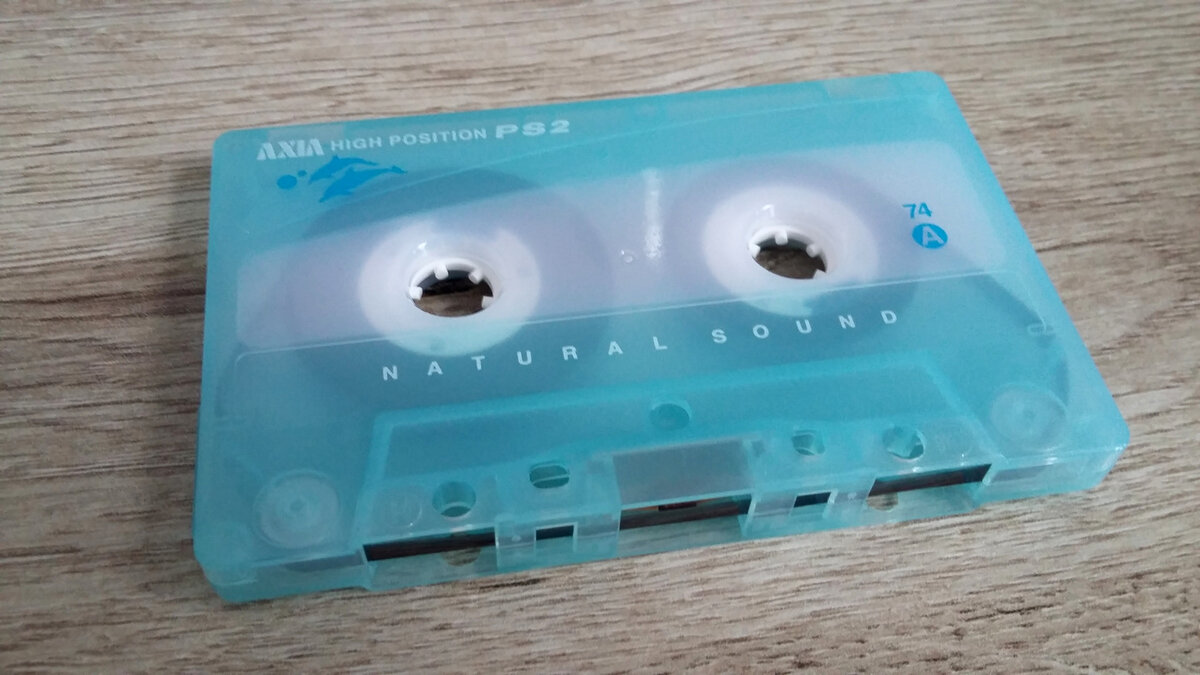 AXIA HIGH POSITION PS2
74
A
NATURAL SOUND